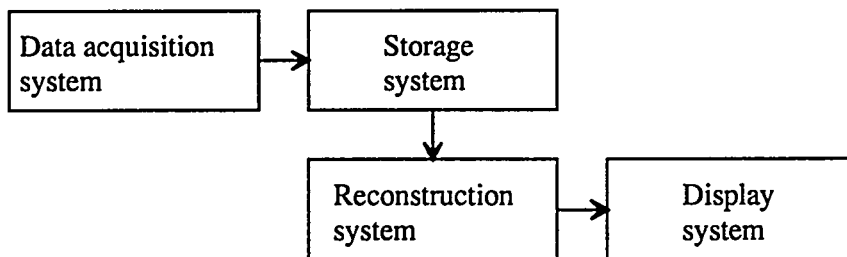 Data acquisition
system
Storage
system
Reconstruction
system
Display
system